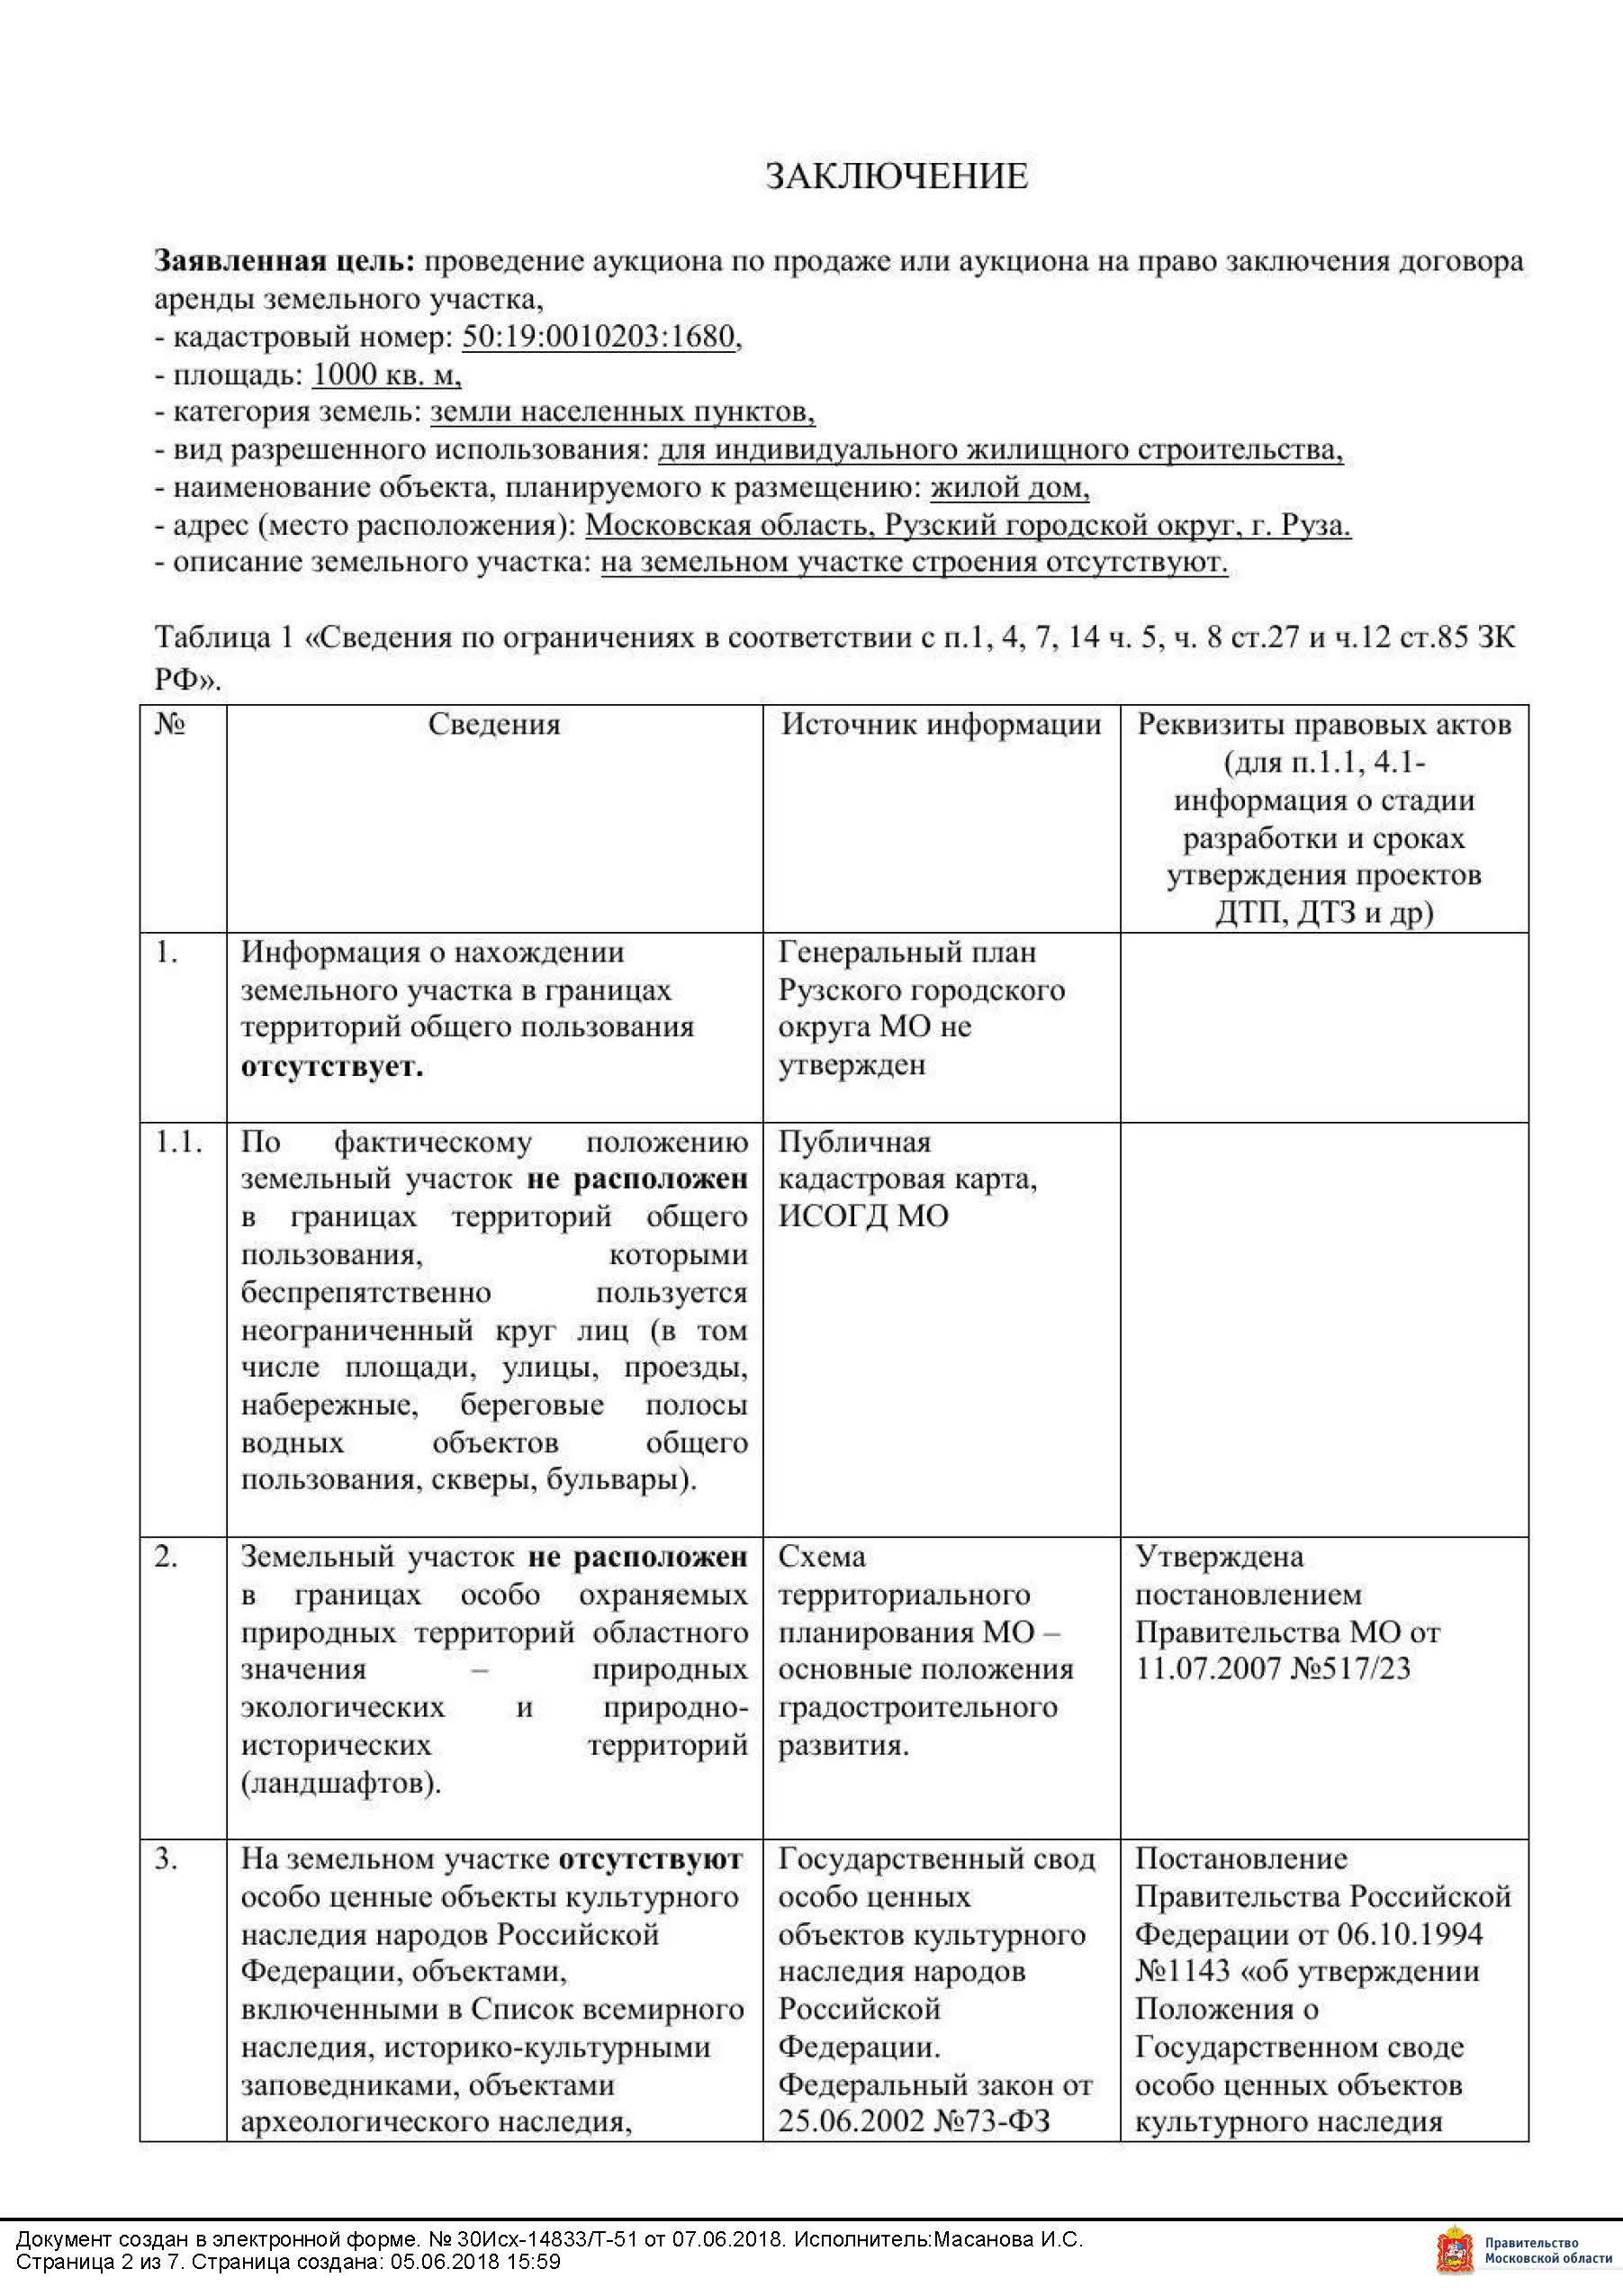 ЗАКЛЮЧЕНИЕ
Заявленная цель: проведение аукциона по продаже или аукциона на право заключения договора
аренды земельного участка,
- кадастровый номер: 50:19:0010203:1680,
- площадь: 1000 кв. м,
- категория земель: земли населенных пунктов,
- вид разрешенного использования: для индивидуального жилищного строительства,
- наименование объекта, планируемого к размещению: жилой дом,
- адрес (место расположения): Московская область, Рузский городской округ, г. Руза.
- описание земельного участка: на земельном участке строения отсутствуют.
Таблица 1 «Сведения по ограничениях в соответствии с п.1, 4, 7, 14 ч. 5, ч. 8 ст.27 и ч.12 ст.85 ЗК
РФ».
№
Сведения
Источник информации
Реквизиты правовых актов
(для п.1.1, 4.1-
информация о стадии
разработки и сроках
утверждения проектов
ДТП, ДТЗ и др)
1.
Информация о нахождении
земельного участка в границах
территорий общего пользования
отсутствует.
Генеральный план
Рузского городского
округа МО не
утвержден
1.1.
По фактическому положению
земельный участок не расположен
в границах территорий общего
пользования, которыми
беспрепятственно пользуется
неограниченный круг лиц (в том
числе площади, улицы, проезды,
набережные, береговые полосы
водных объектов общего
пользования, скверы, бульвары).
Публичная
кадастровая карта,
ИСОГД МО
2.
Земельный участок не расположен
в границах особо охраняемых
природных территорий областного
значения – природных
экологических и природно-
исторических территорий
(ландшафтов).
Схема
территориального
планирования МО –
основные положения
градостроительного
развития.
Утверждена
постановлением
Правительства МО от
11.07.2007 №517/23
3.
На земельном участке отсутствуют
особо ценные объекты культурного
наследия народов Российской
Федерации, объектами,
включенными в Список всемирного
наследия, историко-культурными
заповедниками, объектами
археологического наследия,
Государственный свод
особо ценных
объектов культурного
наследия народов
Российской
Федерации.
Федеральный закон от
25.06.2002 №73-ФЗ
Постановление
Правительства Российской
Федерации от 06.10.1994
№1143 «об утверждении
Положения о
Государственном своде
особо ценных объектов
культурного наследия
Документ создан в электронной форме. № 30Исх-14833/Т-51 от 07.06.2018. Исполнитель:Масанова И.С.
Страница 2 из 7. Страница создана: 05.06.2018 15:59
Правительство
Московской области